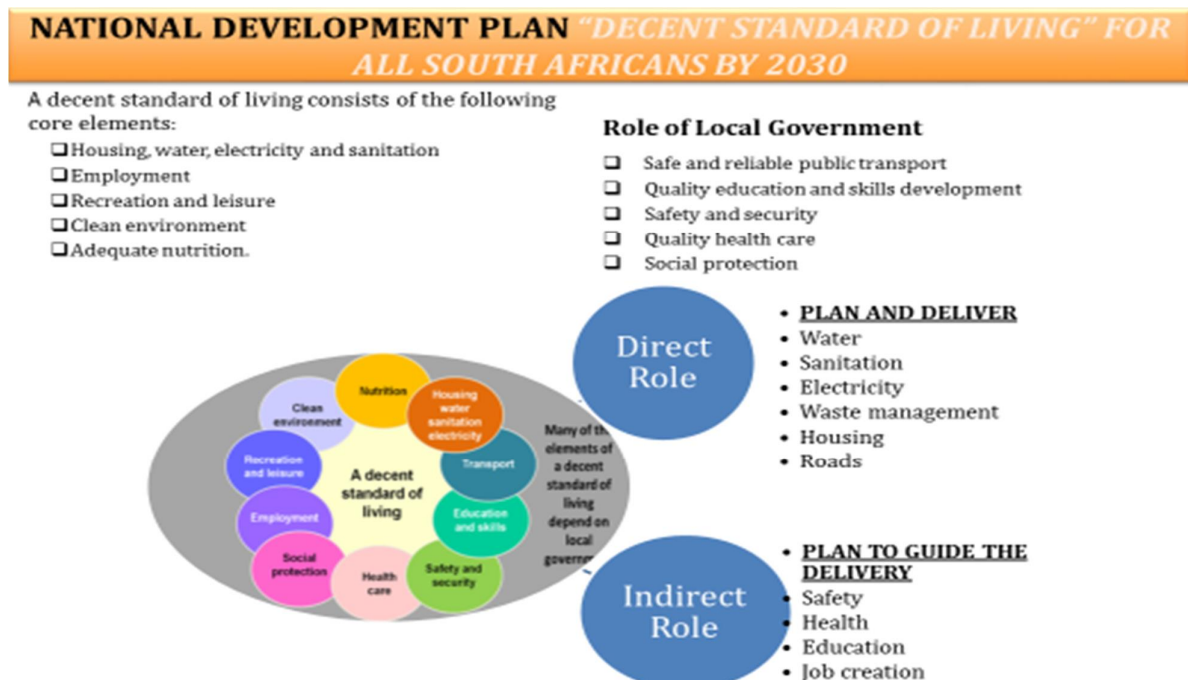 NATIONAL DEVELOPMENT PLAN “DECENT STANDARD OF LIVING” FOR
ALL SOUTH AFRICANS BY 2030
A decent standard of living consists of the following
core elements:
❑Housing, water, electricity and sanitation
❑Employment
❑Recreation and leisure
❑Clean environment
❑Adequate nutrition.
Role of Local Government
❑ Safe and reliable public transport
❑ Quality education and skills development
❑ Safety and security
❑ Quality health care
❑ Social protection
Nutrition
Housing
water
sanitation
electricity
Transport
Education
and skills
Safety and
security
Health
care
Social
protection
Employment
Recreation
and leisure
Clean
environment
A decent
standard of
living
Many of the
elements of
a decent
standard of
living
depend on
local
Direct
Role
• PLAN AND DELIVER
• Water
• Sanitation
• Electricity
• Waste management
• Housing
• Roads
Indirect
Role
• PLAN TO GUIDE THE
DELIVERY
• Safety
• Health
• Education
• Job creation